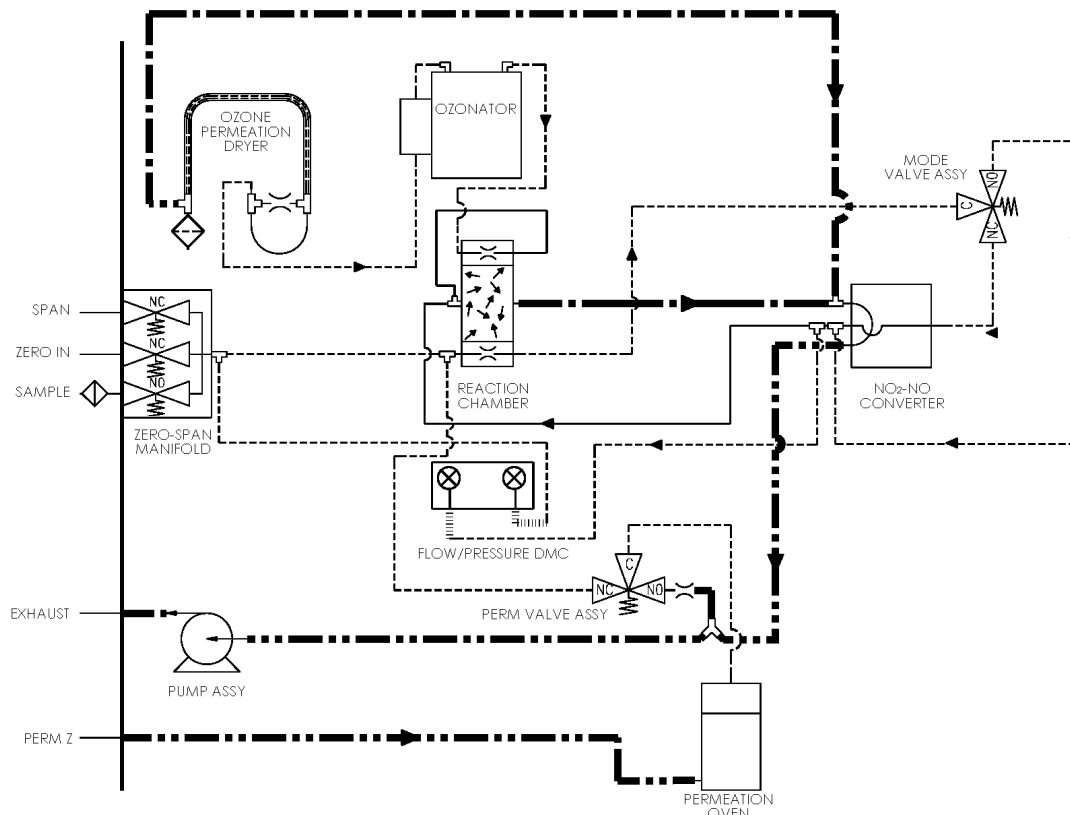 OZONATOR
OZONE
PERMEATION
DRYER
MODE
VALVE ASSY
NO
C
NC
SPAN
NC
ZERO IN
NC
SAMPLE
NO
ZERO-SPAN
MANIFOLD
REACTION
CHAMBER
NO2-NO
CONVERTER
FLOW/PRESSURE DMC
C
NC
NO
PERM VALVE ASSY
EXHAUST
PUMP ASSY
PERM Z
PERMEATION
OVEN